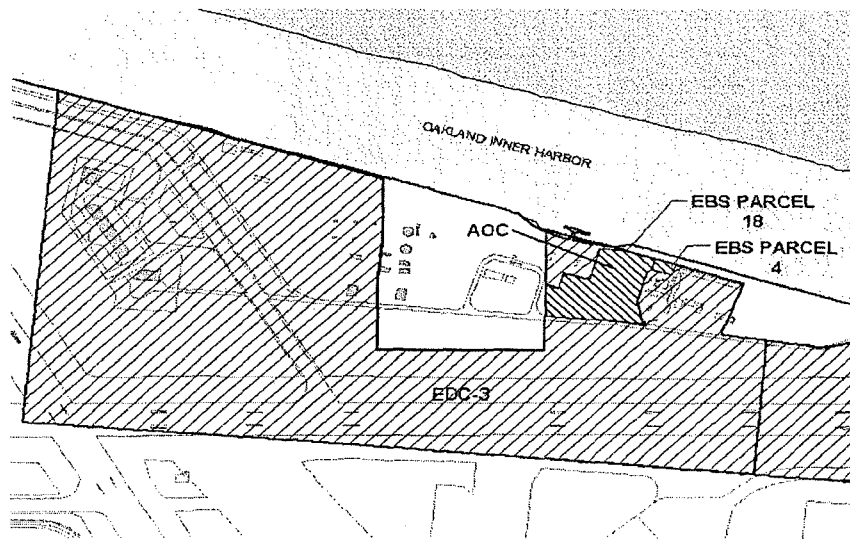 OAKLAND INNER HARBOR
EBS PARCEL
18
AOC
EBS PARCEL
4
EDC-3